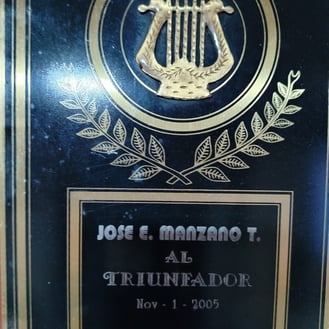 JOSE E. MANZANO T.
AL
TRIUNFADOR
Nov - 1 - 2005